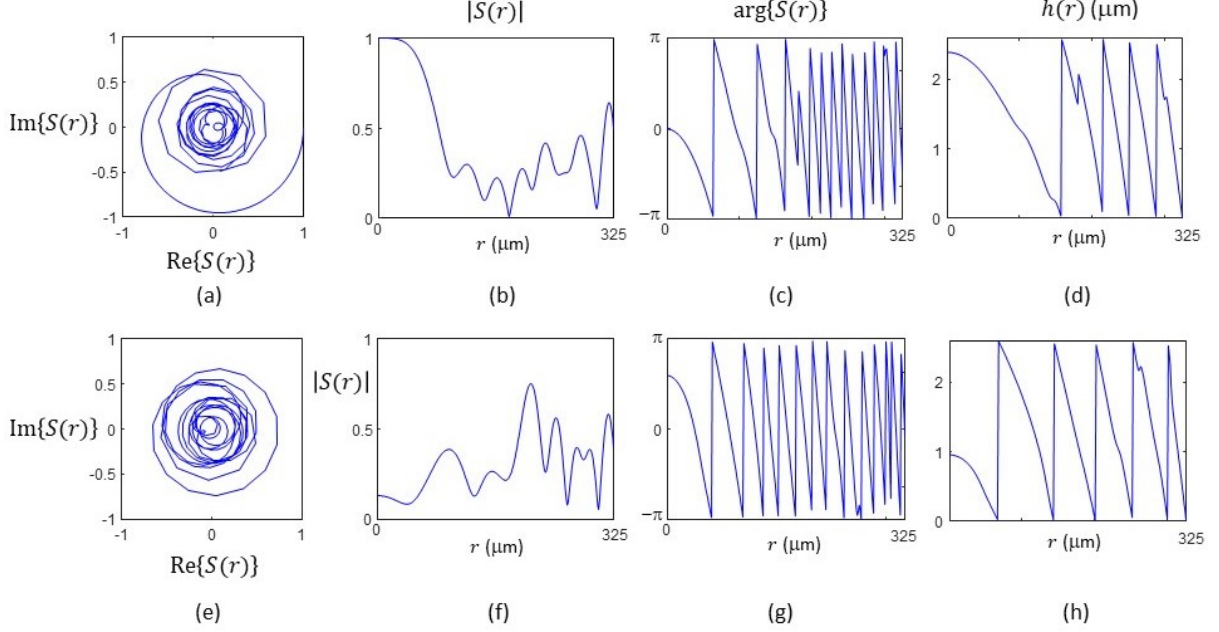 |S(r)| arg{S(r)} h(r) (μm)
1
0.5
Im{S(r)} 0
-0.5
-1
-1 0 1
Re{S(r)}
(a)
1
0.5
0
r (μm) 325
(b)
π
0
−π
r (μm) 325
(c)
2
1
0
r (μm) 325
(d)
1
0.5
Im{S(r)} 0
-0.5
-1
-1 0 1
Re{S(r)}
(e)
1
|S(r)| 0.5
0
r (μm) 325
(f)
π
0
−π
r (μm) 325
(g)
2
1
0
r (μm) 325
(h)